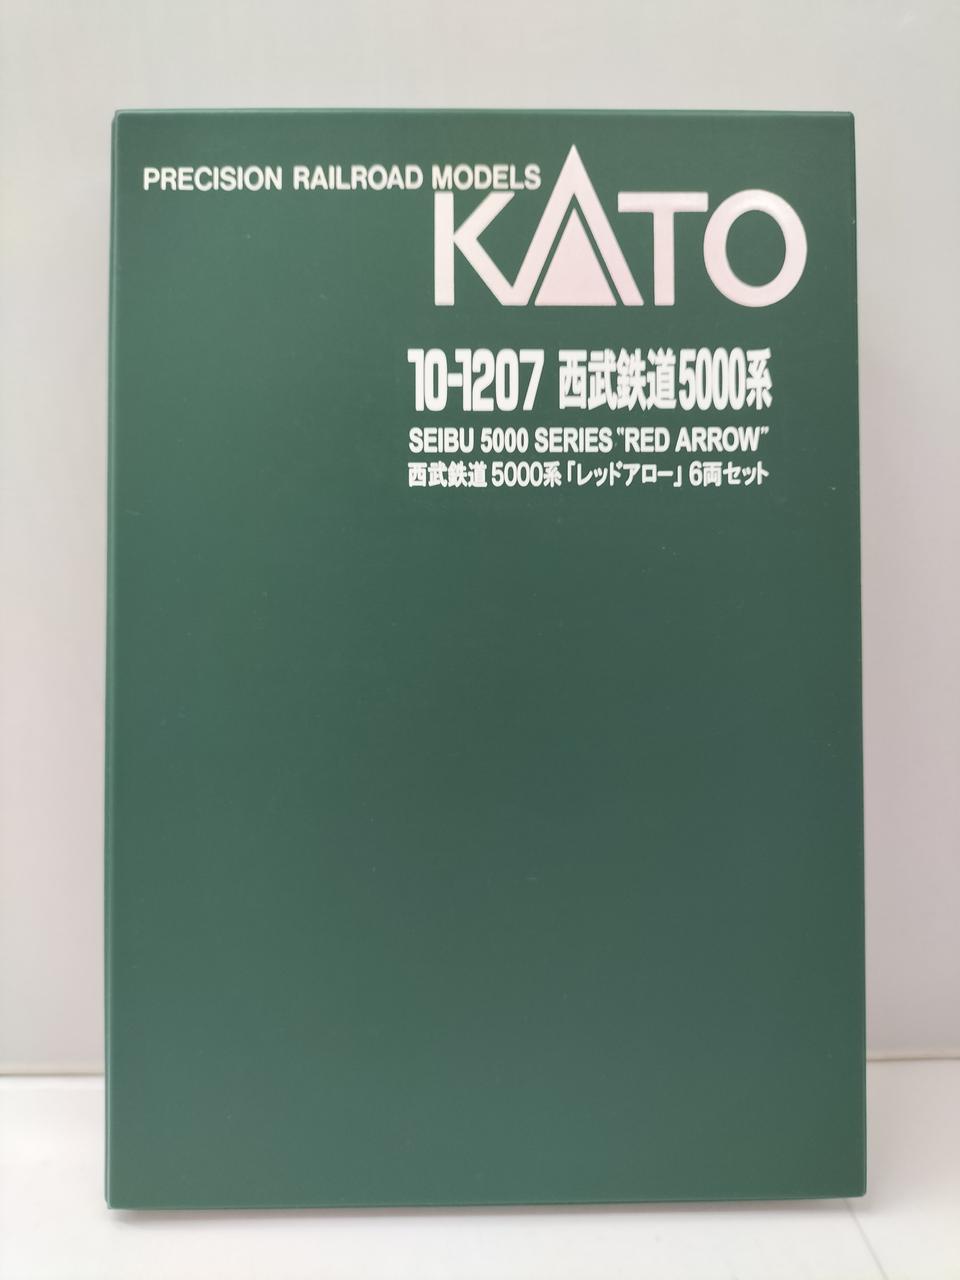 PRECISION RAILROAD MODELS
KATO
10-1207 西武鉄道5000系
SEIBU 5000 SERIES "RED ARROW"
西武鉄道5000系「レッドアロー」6両セット